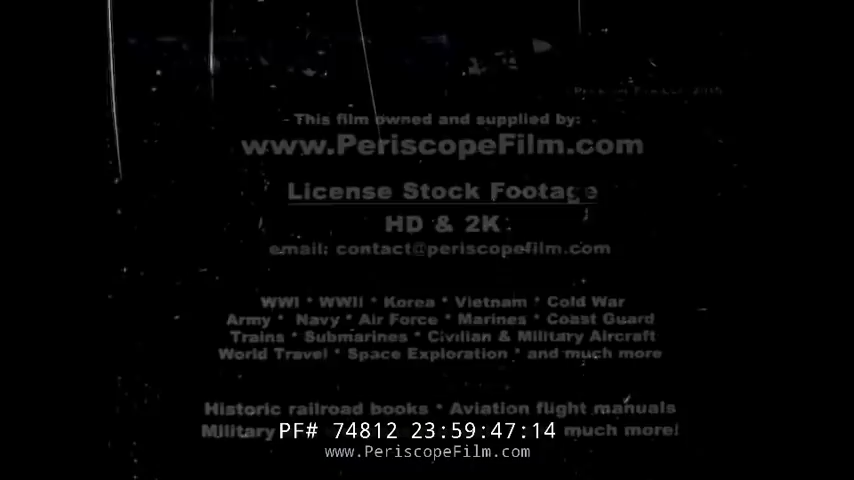 This film owned and supplied by:
www.PeriscopeFilm.com
License Stock Footage
HD & 2K
email: contact@periscopefilm.com
WWI * WWII * Korea * Vietnam * Cold War
Army * Navy * Air Force * Marines * Coast Guard
Trains * Submarines * Civilian & Military Aircraft
World Travel * Space Exploration * and much more
Historic railroad books * Aviation flight manuals
Military much more!
PF# 74812 23:59:47:14
www.PeriscopeFilm.com